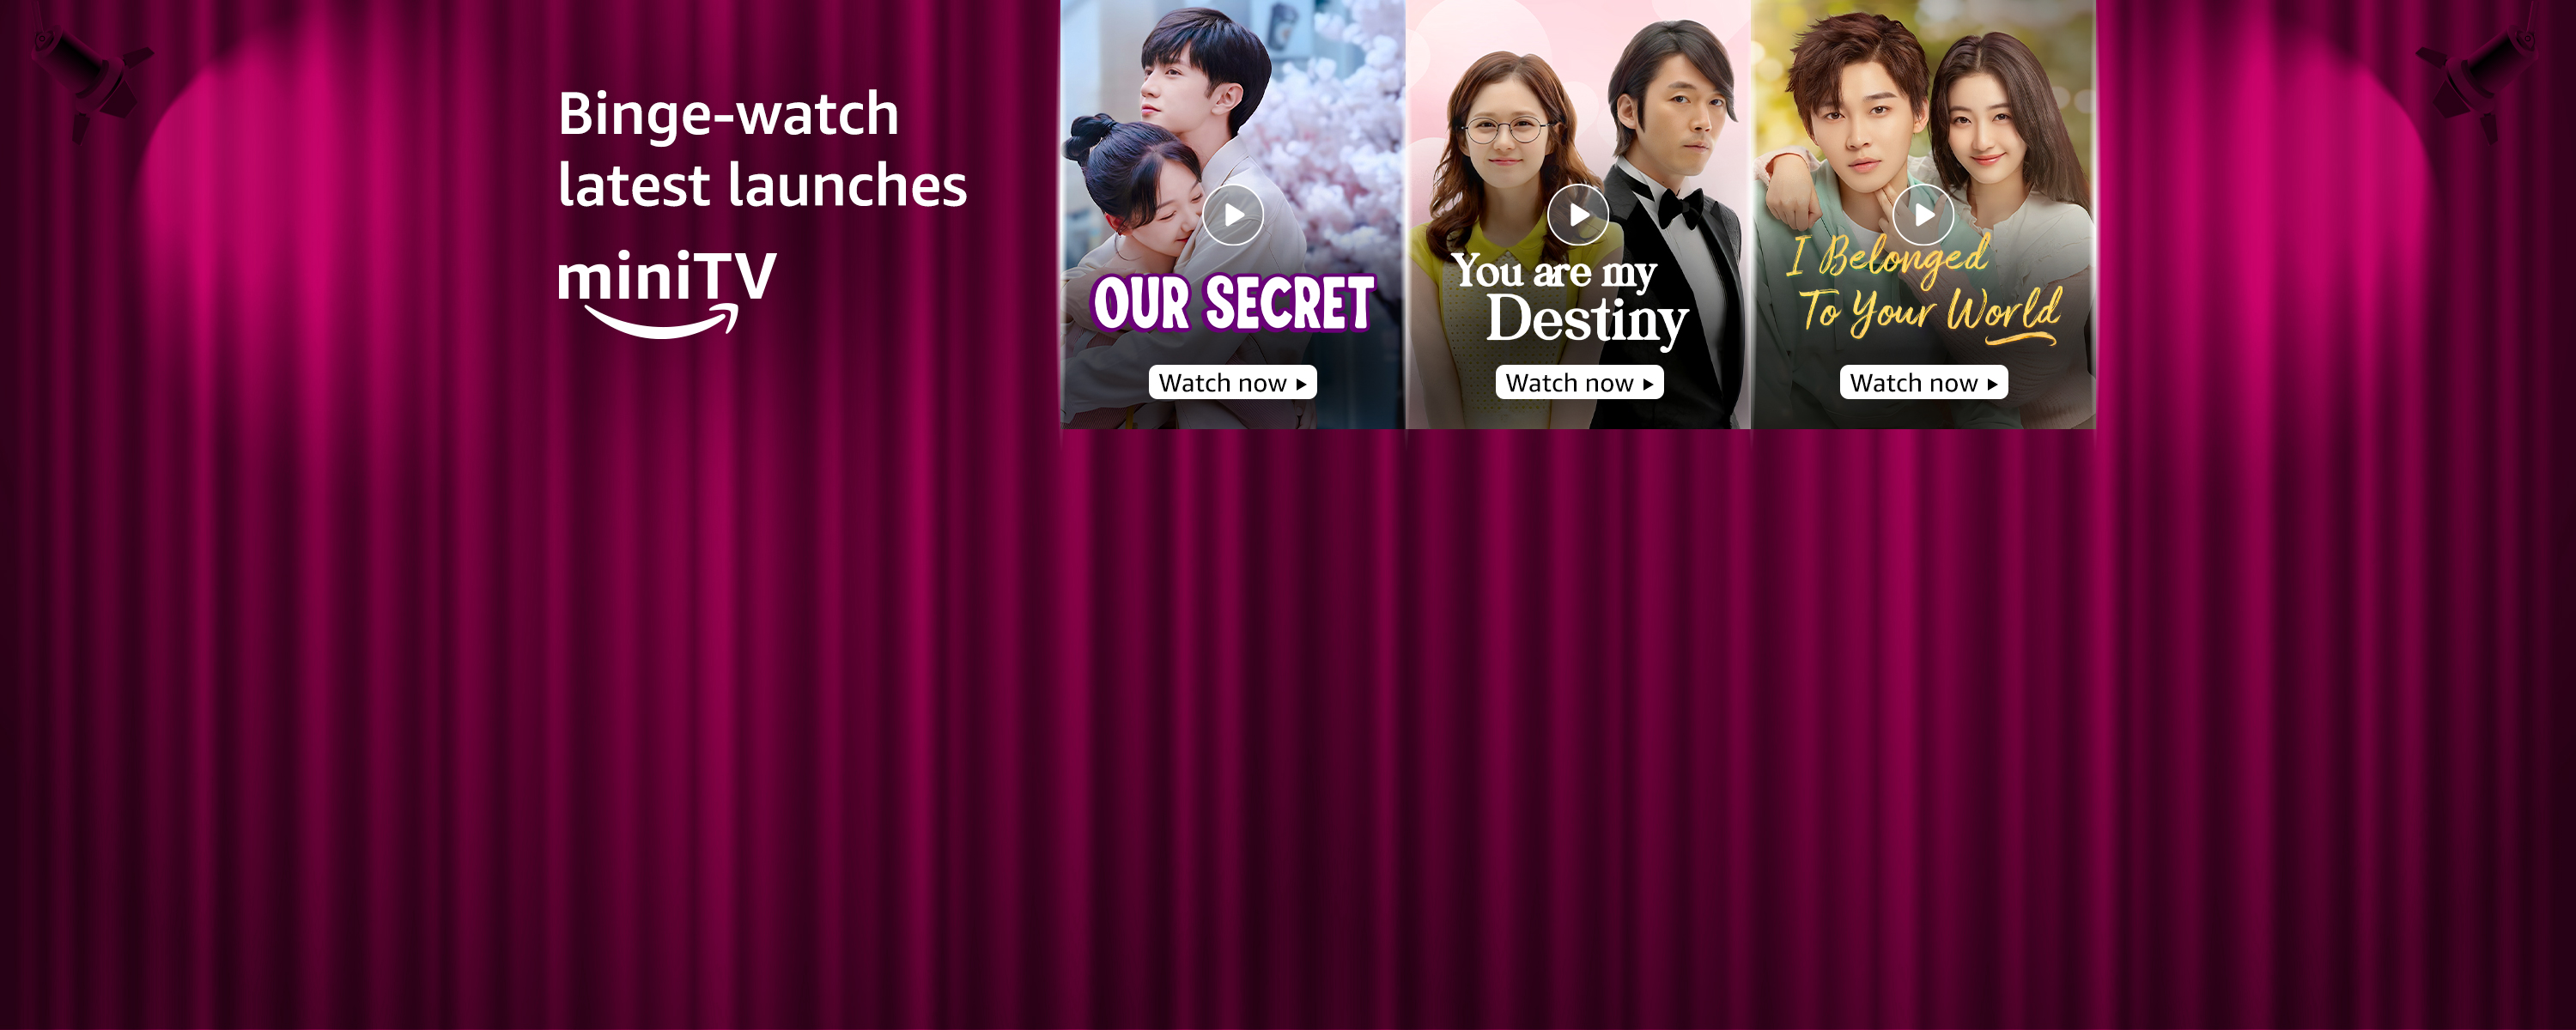 Binge-watch
latest launches
miniTV
OUR SECRET
Watch now
You are my
Destiny
Watch now
I Belonged
To Your World
Watch now